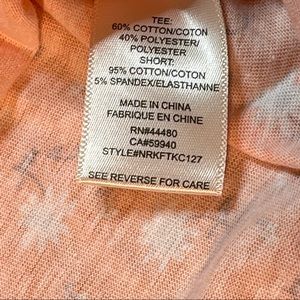 TEE:
60% COTTON/COTON
40% POLYESTER/
POLYESTER
SHORT:
95% COTTON/COTON
5% SPANDEX/ELASTHANNE
MADE IN CHINA
FABRIQUE EN CHINE
RN#44480
CA#59940
STYLE#NRKFTKC127
SEE REVERSE FOR CARE